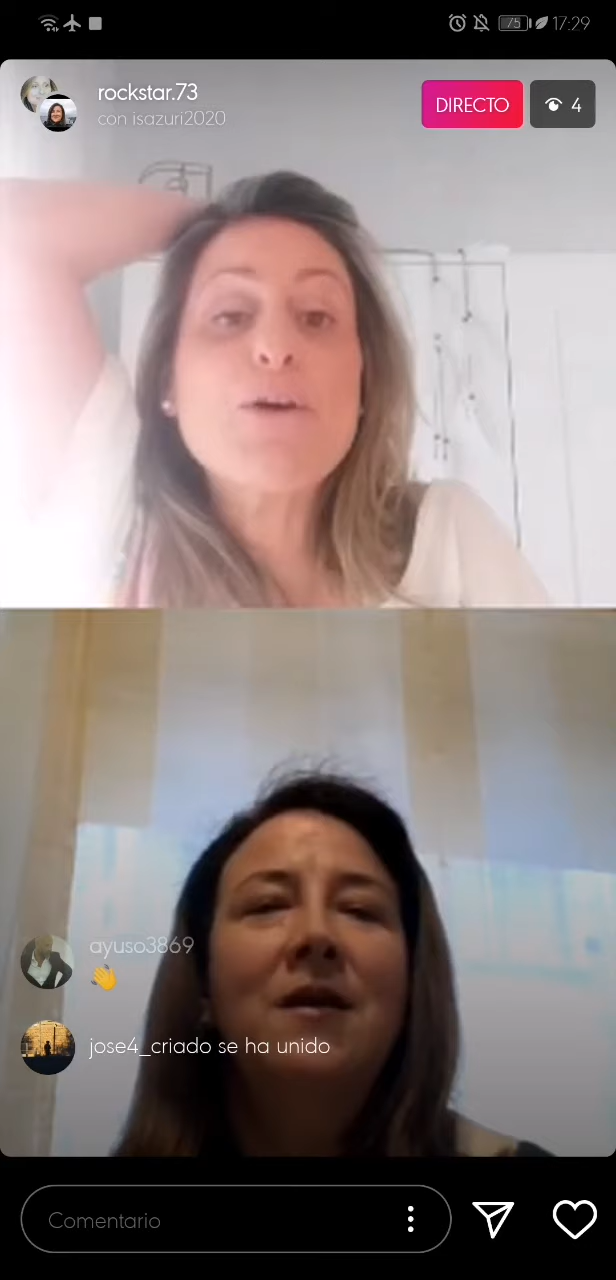 75 17:29
rockstar.73
con isazuri2020
DIRECTO 4
ayuso3869
👋
jose4_criado se ha unido
Comentario